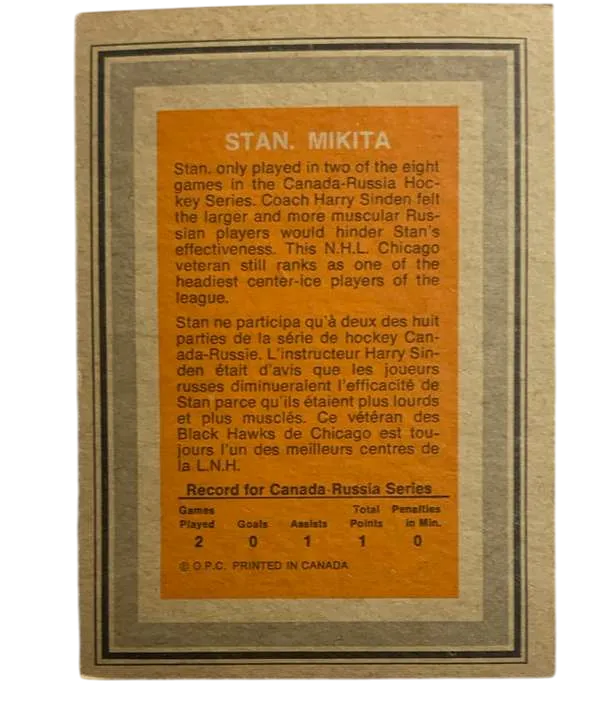 STAN. MIKITA
Stan. only played in two of the eight
games in the Canada-Russia Hoc-
key Series. Coach Harry Sinden felt
the larger and more muscular Rus-
sian players would hinder Stan's
effectiveness. This N.H.L. Chicago
veteran still ranks as one of the
headiest center-ice players of the
league.
Stan ne participa qu'à deux des huit
parties de la série de hockey Can-
ada-Russie. L'instructeur Harry Sin-
den était d'avis que les joueurs
russes diminueraient l'efficacité de
Stan parce qu'ils étaient plus lourds
et plus musclés. Ce vétéran des
Black Hawks de Chicago est tou-
jours l'un des meilleurs centres de
la L.N.H.
Record for Canada-Russia Series
Games Total Penalties
Played Goals Assists Points in Min.
2 0 1 1 0
© O.P.C. PRINTED IN CANADA